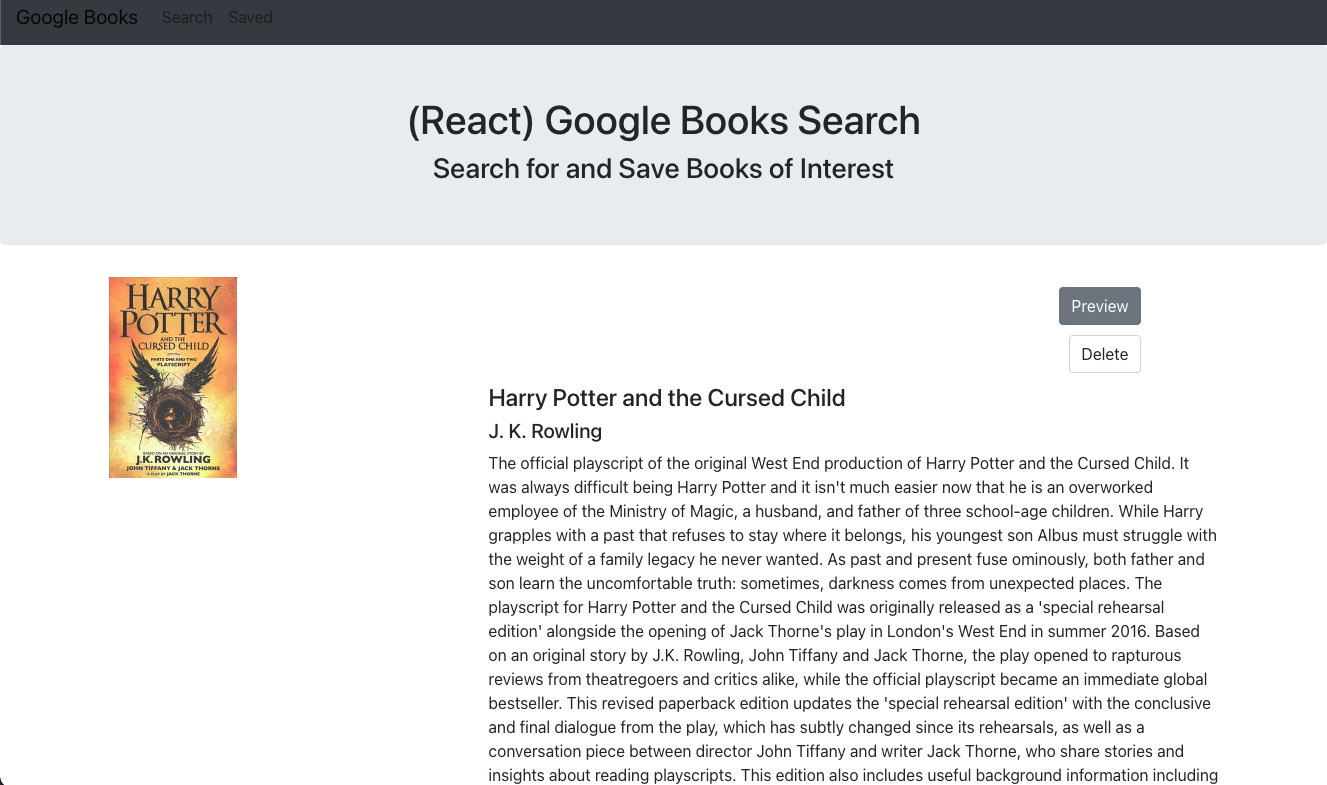 Google Books Search Saved
(React) Google Books Search
Search for and Save Books of Interest
HARRY
POTTER
AND THE
CURSED CHILD
PARTS ONE AND TWO
PLAYSCRIPT
BASED ON AN ORIGINAL STORY BY
J.K. ROWLING
JOHN TIFFANY & JACK THORNE
A PLAY BY JACK THORNE
Preview
Delete
Harry Potter and the Cursed Child
J. K. Rowling
The official playscript of the original West End production of Harry Potter and the Cursed Child. It
was always difficult being Harry Potter and it isn't much easier now that he is an overworked
employee of the Ministry of Magic, a husband, and father of three school-age children. While Harry
grapples with a past that refuses to stay where it belongs, his youngest son Albus must struggle with
the weight of a family legacy he never wanted. As past and present fuse ominously, both father and
son learn the uncomfortable truth: sometimes, darkness comes from unexpected places. The
playscript for Harry Potter and the Cursed Child was originally released as a 'special rehearsal
edition' alongside the opening of Jack Thorne's play in London's West End in summer 2016. Based
on an original story by J.K. Rowling, John Tiffany and Jack Thorne, the play opened to rapturous
reviews from theatregoers and critics alike, while the official playscript became an immediate global
bestseller. This revised paperback edition updates the 'special rehearsal edition' with the conclusive
and final dialogue from the play, which has subtly changed since its rehearsals, as well as a
conversation piece between director John Tiffany and writer Jack Thorne, who share stories and
insights about reading playscripts. This edition also includes useful background information including